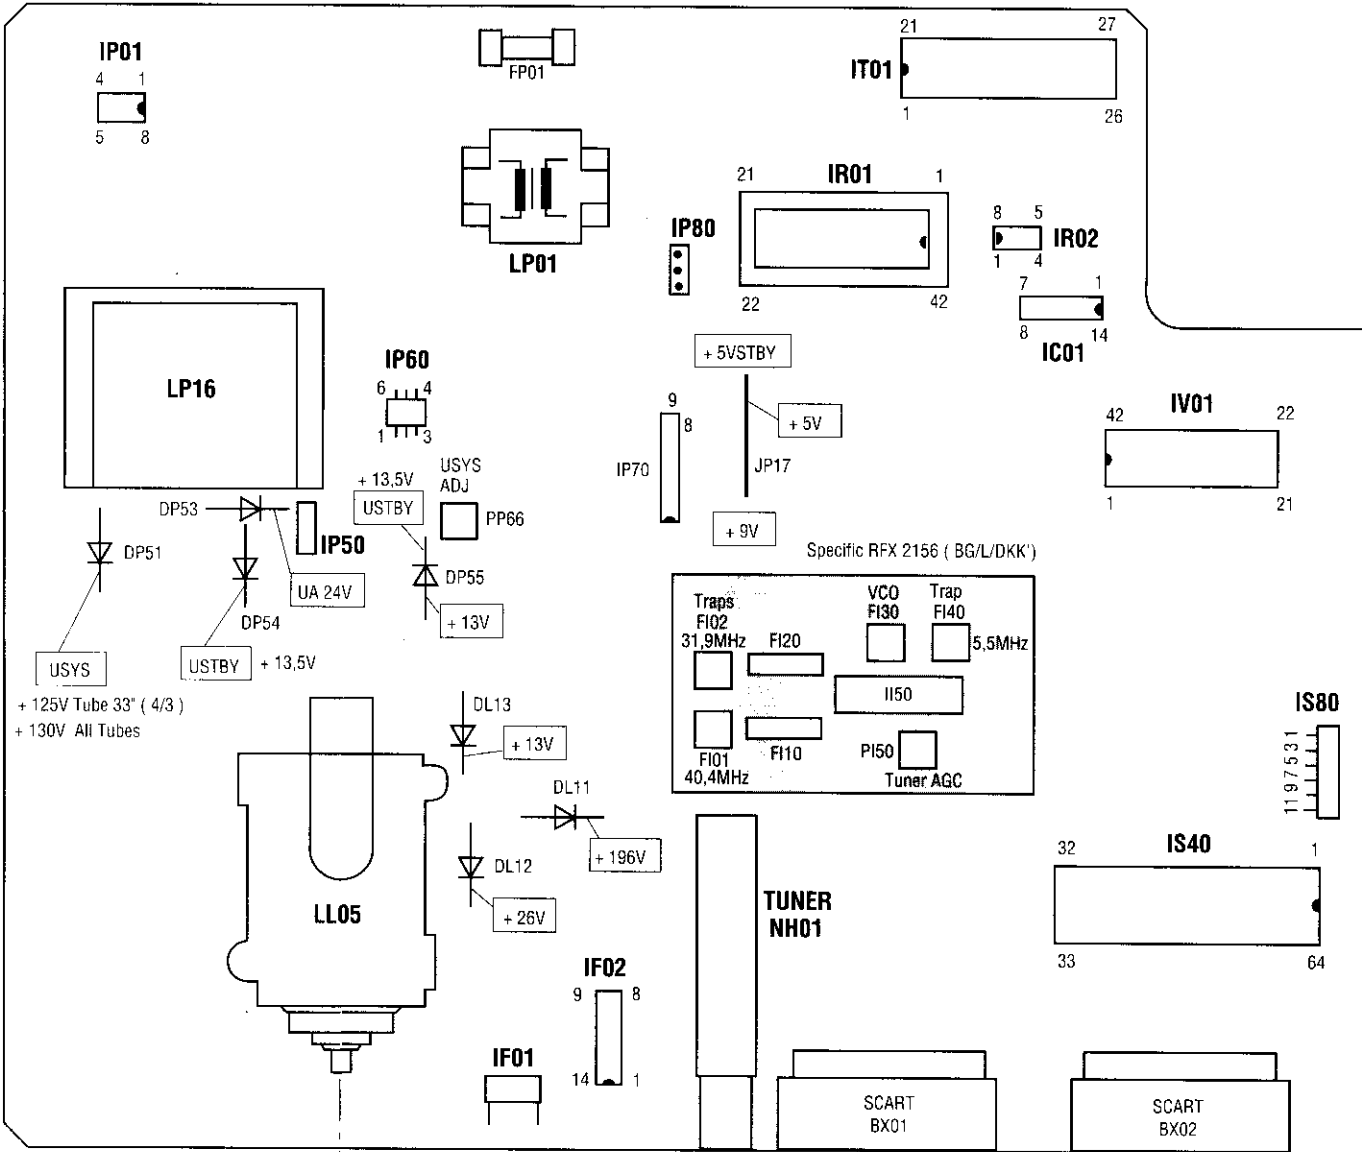 IP01
4 1
5 8
FP01
21 27
IT01
1 26
LP01
IR01
21 1
22 42
IP80
8 5
IR02
1 4
7 1
8 14
IC01
+ 5VSTBY
+ 5V
JP17
+ 9V
LP16
IP60
6 4
1 3
9
8
IP70
IV01
42 22
1 21
USYS
ADJ
PP66
+ 13,5V
USTBY
DP53
IP50
DP51
DP55
UA 24V
DP54
+ 13V
USYS
USTBY + 13,5V
+ 125V Tube 33" ( 4/3 )
+ 130V All Tubes
Specific RFX 2156 ( BG/L/DKK')
Traps
FI02
31,9MHz
FI20
VCO
FI30
Trap
FI40
5,5MHz
II50
FI01
40,4MHz
FI10
PI50
Tuner AGC
DL13
+ 13V
DL11
+ 196V
DL12
+ 26V
LL05
TUNER
NH01
IS80
11 9 7 5 3 1
IS40
32 1
33 64
IF02
9 8
14 1
IF01
SCART
BX01
SCART
BX02